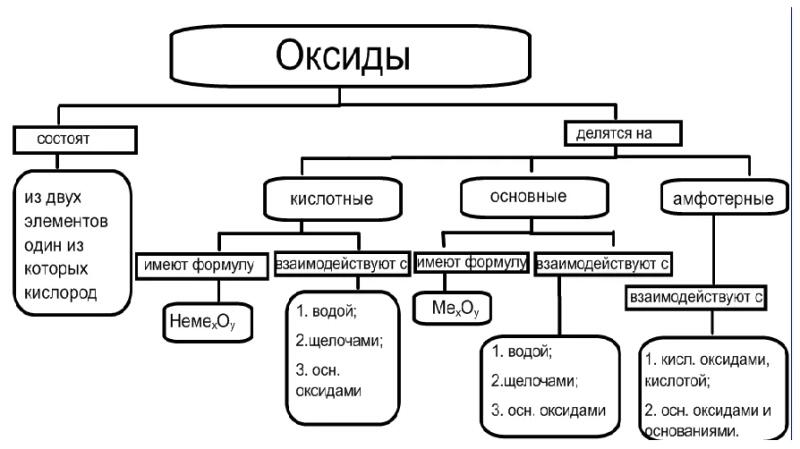 Оксиды
состоят
делятся на
из двух
элементов
один из
которых
кислород
кислотные
основные
амфотерные
имеют формулу
взаимодействуют с
имеют формулу
взаимодействуют с
взаимодействуют с
НемеxОy
1. водой;
2.щелочами;
3. осн.
оксидами
МеxОy
1. водой;
2.щелочами;
3. осн. оксидами
1. кисл. оксидами,
кислотой;
2. осн. оксидами и
основаниями.